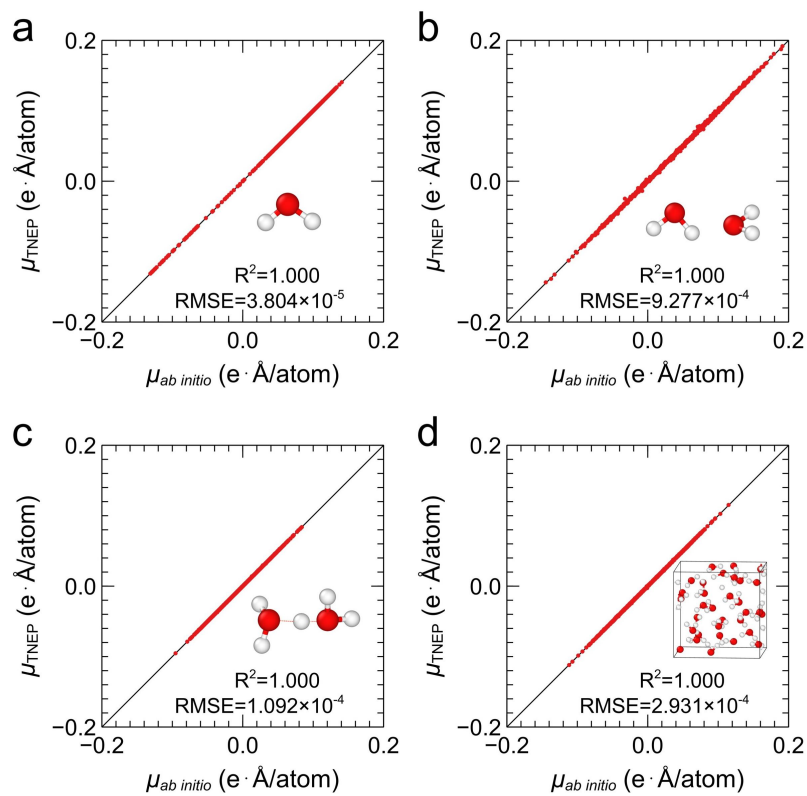 a
0.2
0.0
−0.2
μTNEP (e·Å/atom)
R²=1.000
RMSE=3.804×10⁻⁵
−0.2 0.0 0.2
μab initio (e·Å/atom)
b
0.2
0.0
−0.2
μTNEP (e·Å/atom)
R²=1.000
RMSE=9.277×10⁻⁴
−0.2 0.0 0.2
μab initio (e·Å/atom)
c
0.2
0.0
−0.2
μTNEP (e·Å/atom)
R²=1.000
RMSE=1.092×10⁻⁴
−0.2 0.0 0.2
μab initio (e·Å/atom)
d
0.2
0.0
−0.2
μTNEP (e·Å/atom)
R²=1.000
RMSE=2.931×10⁻⁴
−0.2 0.0 0.2
μab initio (e·Å/atom)